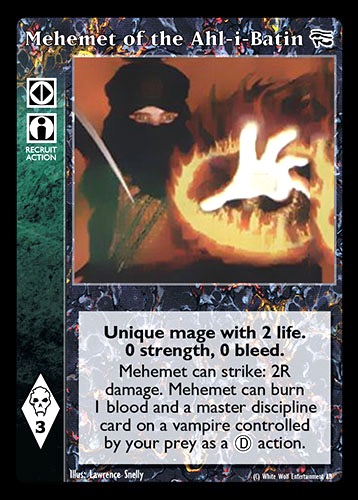 Mehemet of the Ahl-i-Batin
RECRUIT
ACTION
Unique mage with 2 life.
0 strength, 0 bleed.
Mehemet can strike: 2R
damage. Mehemet can burn
1 blood and a master discipline
card on a vampire controlled
by your prey as a Ⓓ action.
3
Illus: Lawrence Snelly
(C) White Wolf Entertainment AB